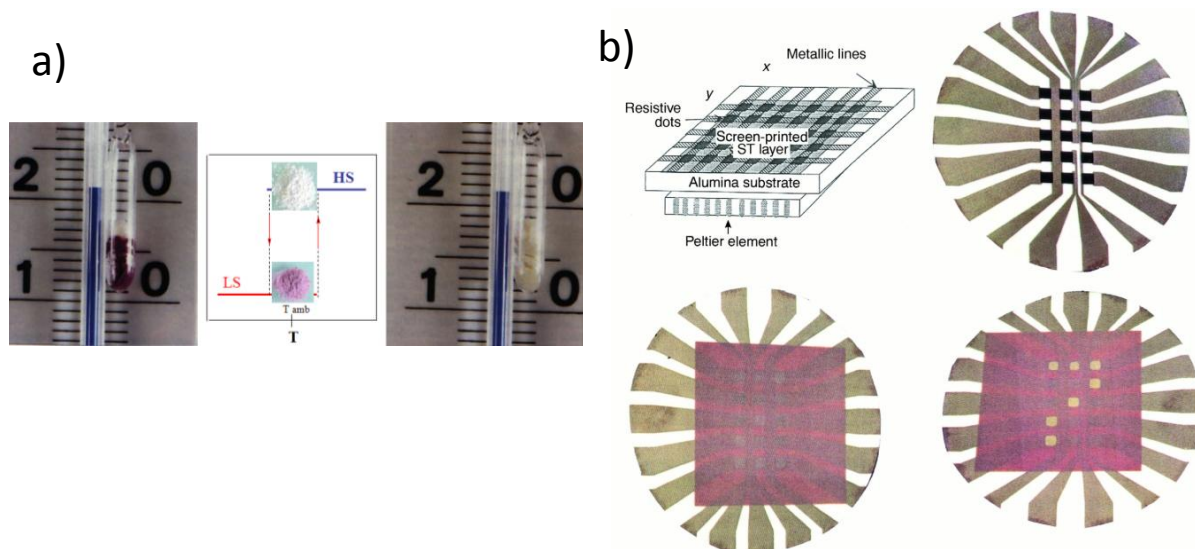 a)
2 0
1 0
HS
LS
T amb
T
2 0
1 0
b)
Metallic lines
x
y
Resistive
dots
Screen-printed
ST layer
Alumina substrate
Peltier element